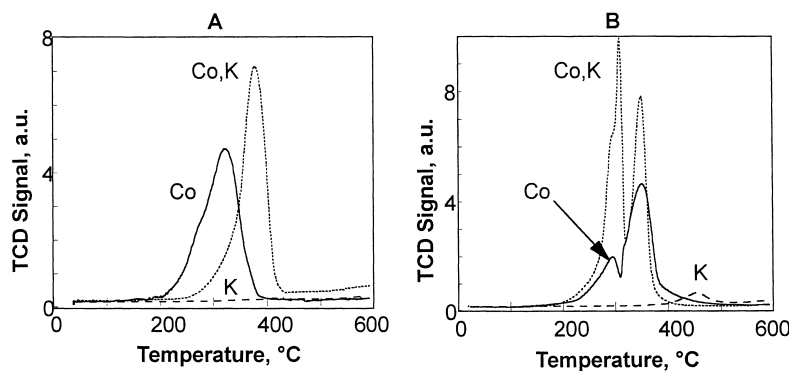 A
8
4
0
TCD Signal, a.u.
Co,K
Co
K
0 200 400 600
Temperature, °C
B
8
4
0
TCD Signal, a.u.
Co,K
Co
K
0 200 400 600
Temperature, °C